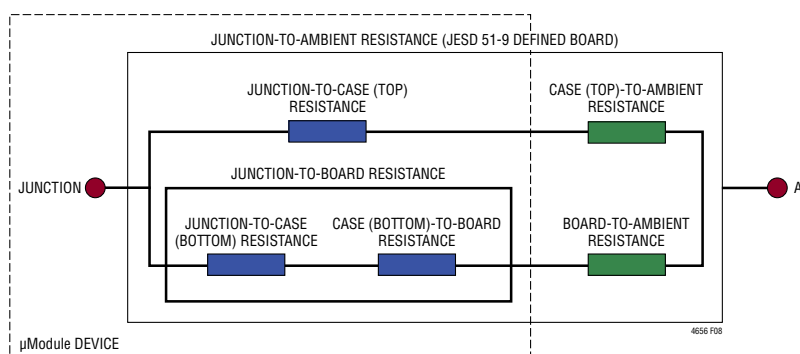 JUNCTION-TO-AMBIENT RESISTANCE (JESD 51-9 DEFINED BOARD)
JUNCTION-TO-CASE (TOP)
RESISTANCE
CASE (TOP)-TO-AMBIENT
RESISTANCE
JUNCTION
JUNCTION-TO-BOARD RESISTANCE
A
JUNCTION-TO-CASE
(BOTTOM) RESISTANCE
CASE (BOTTOM)-TO-BOARD
RESISTANCE
BOARD-TO-AMBIENT
RESISTANCE
4656 F08
µModule DEVICE